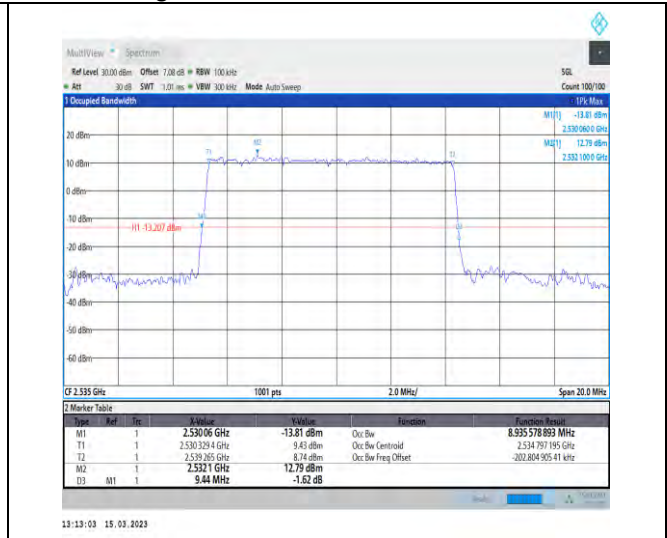 MultiView Spectrum
Ref Level 30.00 dBm Offset 7.08 dB RBW 100 kHz SGL
Att 30 dB SWT 1.01 ms VBW 300 kHz Mode Auto Sweep Count 100/100
1 Occupied Bandwidth 1Pk Max
M1[1] -13.81 dBm
2.530 060 0 GHz
M2[1] 12.79 dBm
2.532 100 0 GHz
20 dBm
M2
T1
T2
10 dBm
0 dBm
-10 dBm
M1
H1 -13.207 dBm
D3
-20 dBm
-30 dBm
-40 dBm
-50 dBm
-60 dBm
CF 2.535 GHz 1001 pts 2.0 MHz/ Span 20.0 MHz
2 Marker Table
Type Ref Trc X-Value Y-Value Function Function Result
M1 1 2.53006 GHz -13.81 dBm Occ Bw 8.935 578 893 MHz
T1 1 2.530 329 4 GHz 9.43 dBm Occ Bw Centroid 2.534 797 195 GHz
T2 1 2.539 265 GHz 8.74 dBm Occ Bw Freq Offset -202.804 905 41 kHz
M2 1 2.5321 GHz 12.79 dBm
D3 M1 1 9.44 MHz -1.62 dB
13:13:03 15.03.2023